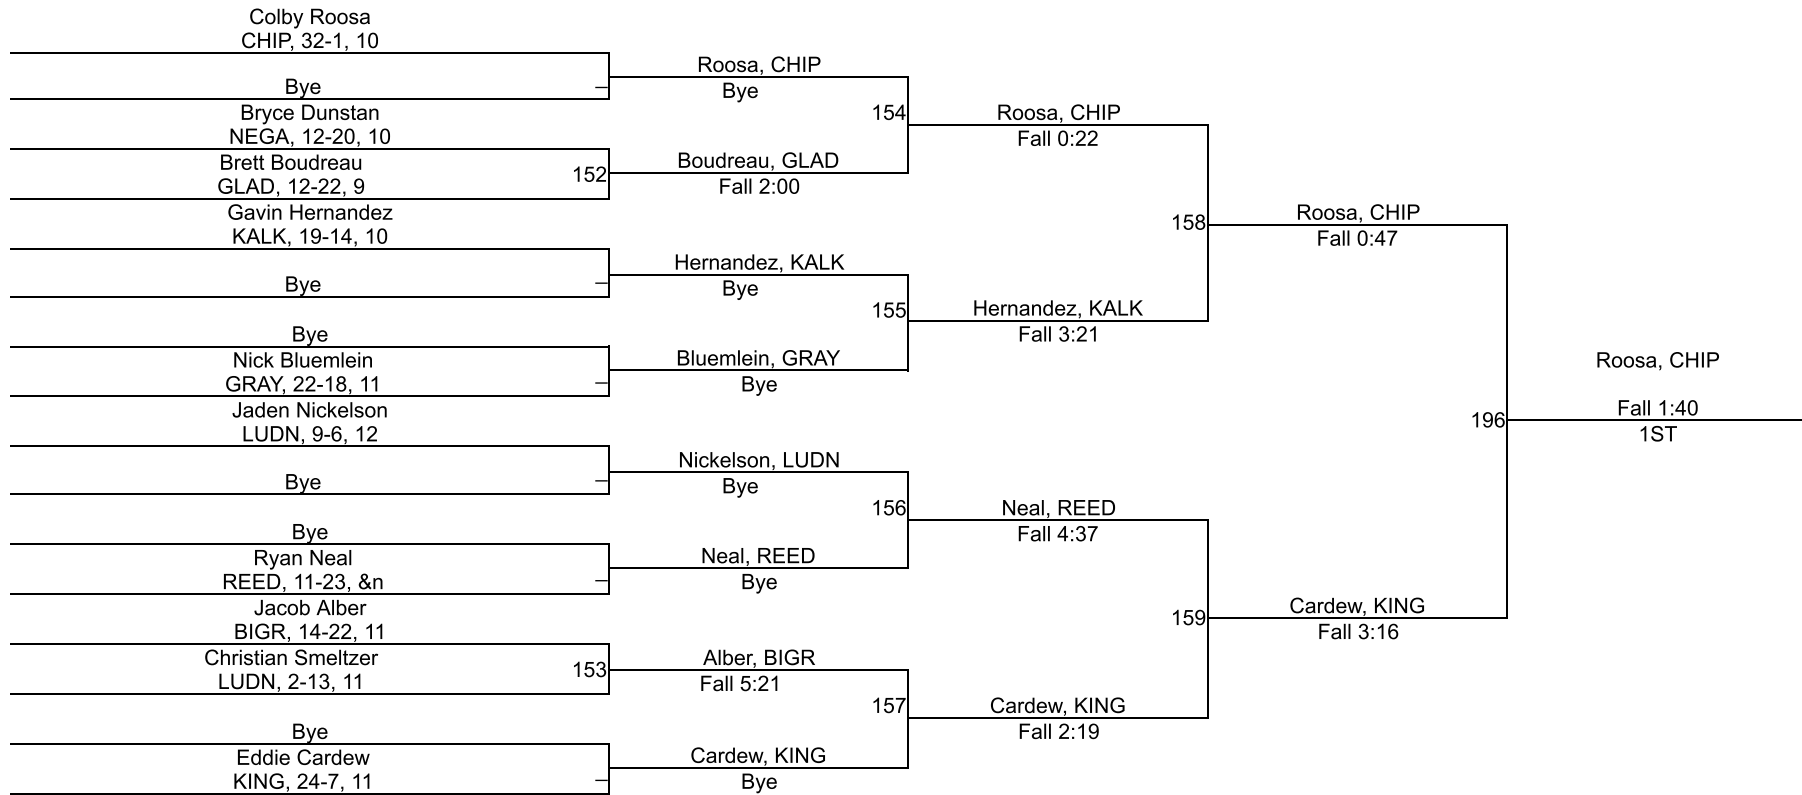 Colby Roosa
CHIP, 32-1, 10
Bye
Bryce Dunstan
NEGA, 12-20, 10
Brett Boudreau
GLAD, 12-22, 9
Gavin Hernandez
KALK, 19-14, 10
Bye
Bye
Nick Bluemlein
GRAY, 22-18, 11
Jaden Nickelson
LUDN, 9-6, 12
Bye
Bye
Ryan Neal
REED, 11-23, &n
Jacob Alber
BIGR, 14-22, 11
Christian Smeltzer
LUDN, 2-13, 11
Bye
Eddie Cardew
KING, 24-7, 11
152
153
Roosa, CHIP
Bye
Boudreau, GLAD
Fall 2:00
Hernandez, KALK
Bye
Bluemlein, GRAY
Bye
Nickelson, LUDN
Bye
Neal, REED
Bye
Alber, BIGR
Fall 5:21
Cardew, KING
Bye
154
155
156
157
Roosa, CHIP
Fall 0:22
Hernandez, KALK
Fall 3:21
Neal, REED
Fall 4:37
Cardew, KING
Fall 2:19
158
159
Roosa, CHIP
Fall 0:47
Cardew, KING
Fall 3:16
196
Roosa, CHIP
Fall 1:40
1ST